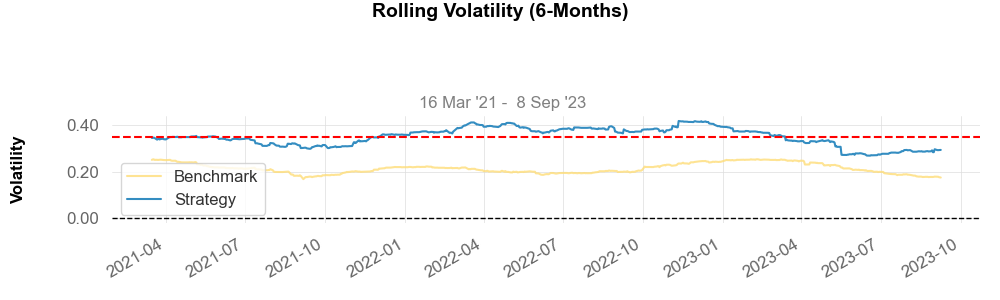 Rolling Volatility (6-Months)
16 Mar '21 -  8 Sep '23
Volatility
0.40
0.20
0.00
Benchmark
Strategy
2021-04
2021-07
2021-10
2022-01
2022-04
2022-07
2022-10
2023-01
2023-04
2023-07
2023-10